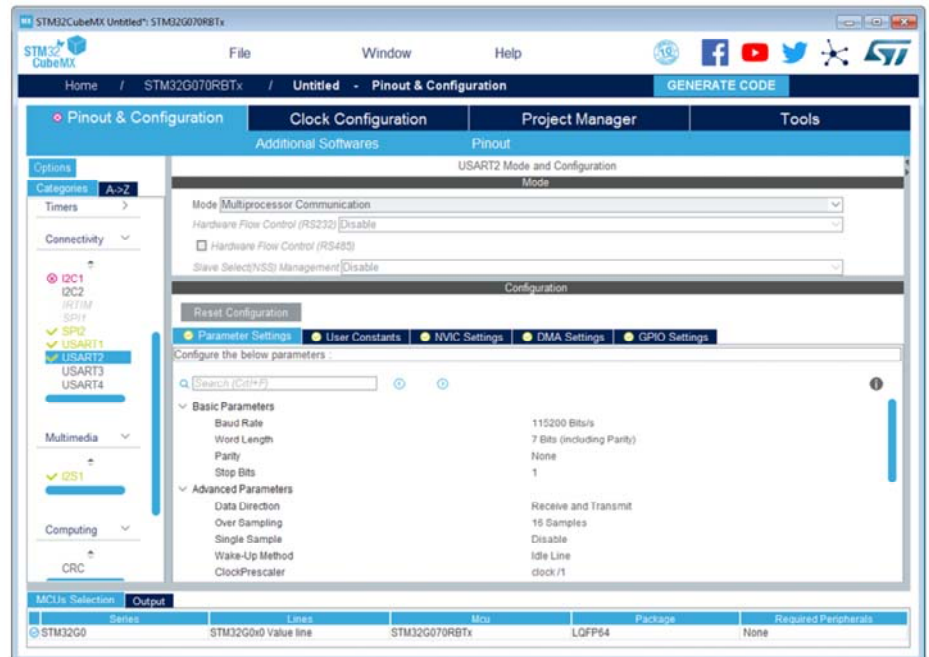 STM32CubeMX Untitled*: STM32G070RBTx
STM32 CubeMX
File Window Help
Home / STM32G070RBTx / Untitled - Pinout & Configuration GENERATE CODE
Pinout & Configuration Clock Configuration Project Manager Tools
Additional Softwares Pinout
Options
USART2 Mode and Configuration
Categories A->Z
Mode
Timers
Mode Multiprocessor Communication
Hardware Flow Control (RS232) Disable
Connectivity
Hardware Flow Control (RS485)
Slave Select(NSS) Management Disable
I2C1
I2C2
IRTIM
SPI1
SPI2
USART1
USART2
USART3
USART4
Multimedia
I2S1
Computing
CRC
Configuration
Reset Configuration
Parameter Settings User Constants NVIC Settings DMA Settings GPIO Settings
Configure the below parameters :
Search (Ctrl+F)
Basic Parameters
Baud Rate 115200 Bits/s
Word Length 7 Bits (including Parity)
Parity None
Stop Bits 1
Advanced Parameters
Data Direction Receive and Transmit
Over Sampling 16 Samples
Single Sample Disable
Wake-Up Method Idle Line
ClockPrescaler clock /1
MCUs Selection Output
Series Lines Mcu Package Required Peripherals
STM32G0 STM32G0x0 Value line STM32G070RBTx LQFP64 None